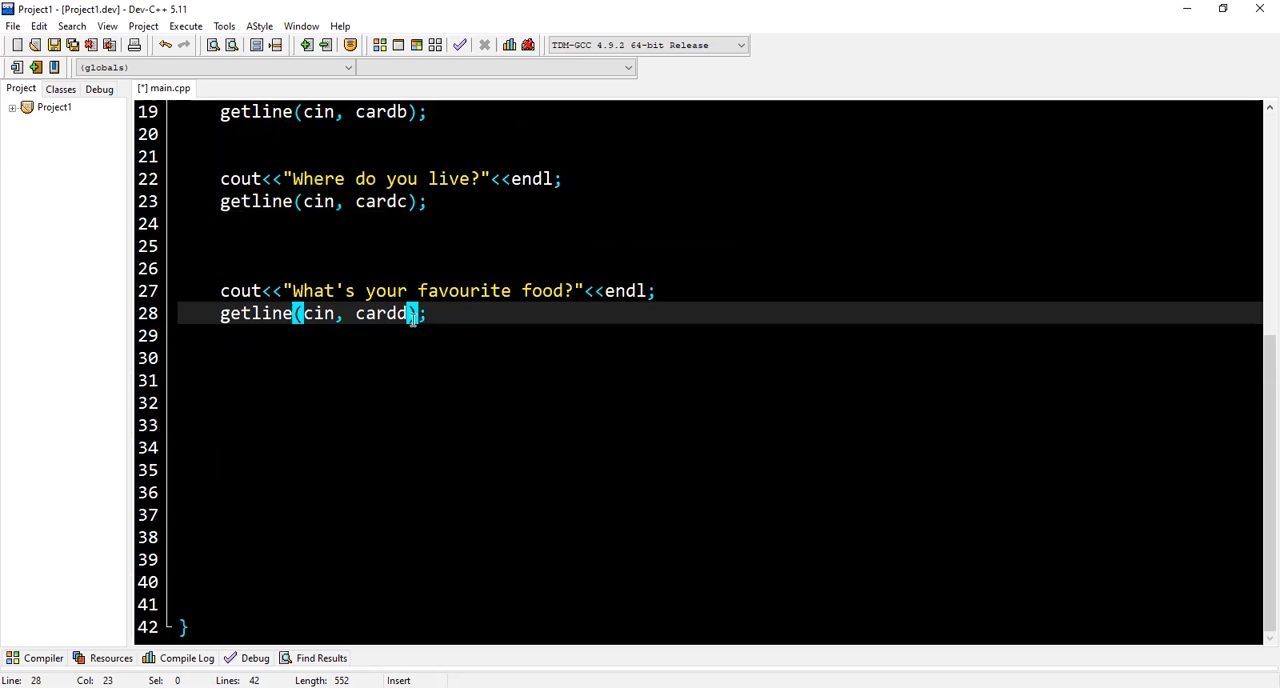 Project1 - [Project1.dev] - Dev-C++ 5.11
File Edit Search View Project Execute Tools AStyle Window Help
TDM-GCC 4.9.2 64-bit Release
(globals)
Project Classes Debug [*] main.cpp
Project1
19 getline(cin, cardb);
20
21
22 cout<<"Where do you live?"<<endl;
23 getline(cin, cardc);
24
25
26
27 cout<<"What's your favourite food?"<<endl;
28 getline(cin, cardd);
29
30
31
32
33
34
35
36
37
38
39
40
41
42 }
Compiler Resources Compile Log Debug Find Results
Line: 28 Col: 23 Sel: 0 Lines: 42 Length: 552 Insert